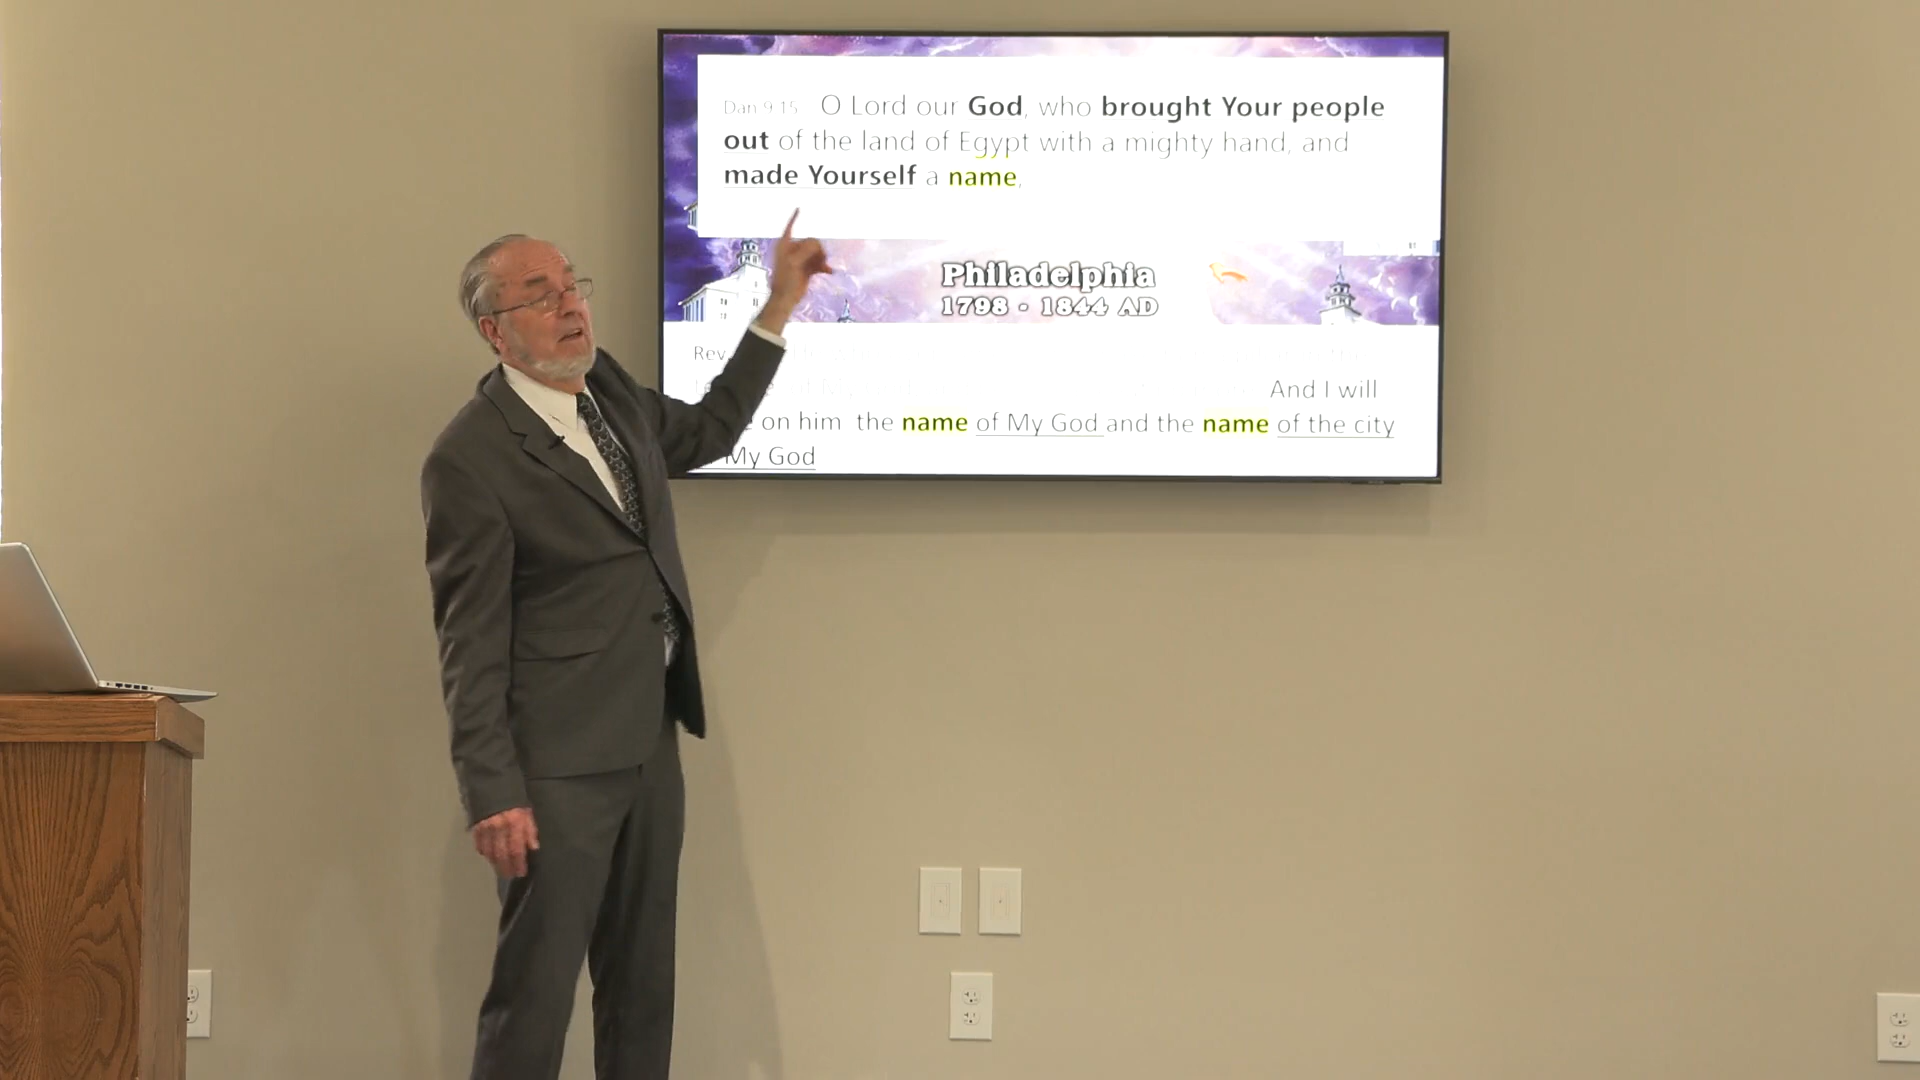 Dan 9:15 O Lord our God, who brought Your people
out of the land of Egypt with a mighty hand, and
made Yourself a name,
Philadelphia
1798 - 1844 AD
Rev
And I will
on him the name of My God and the name of the city
My God